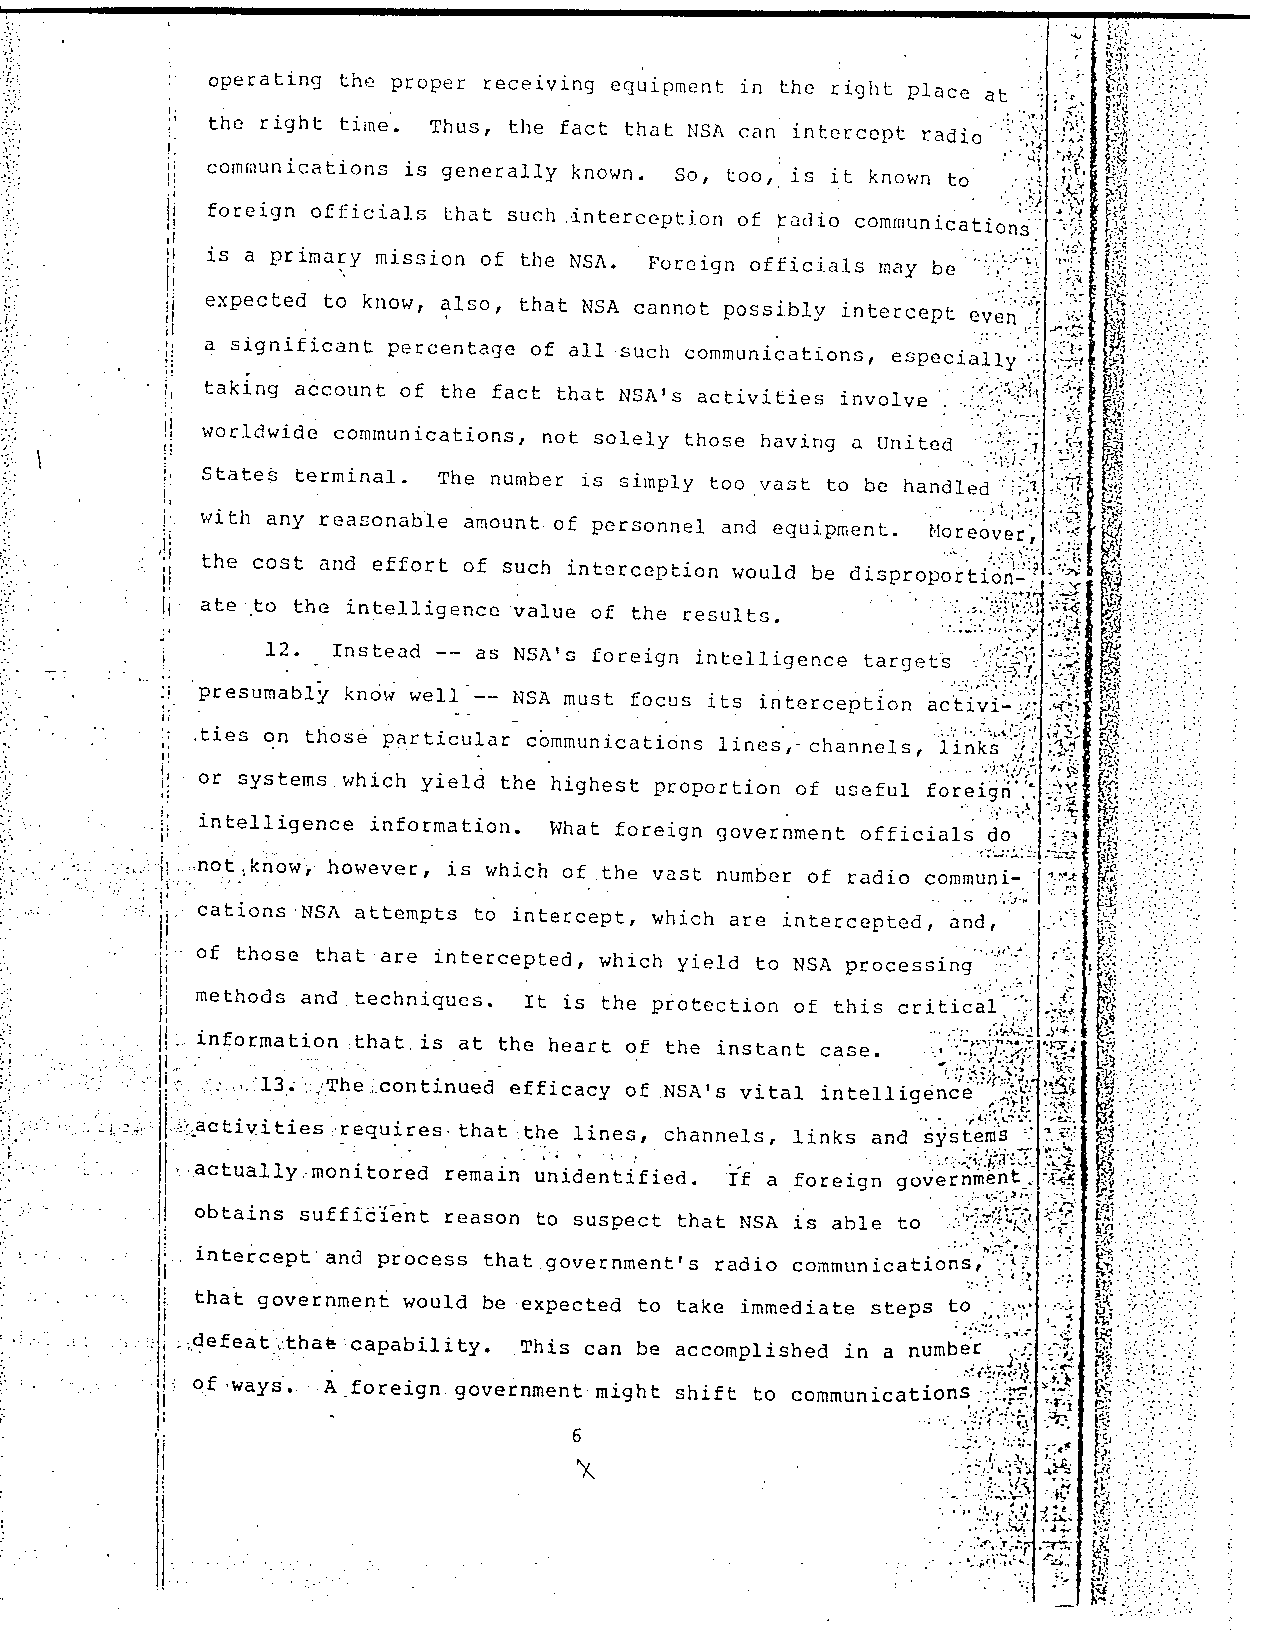 operating the proper receiving equipment in the right place at
the right time. Thus, the fact that NSA can intercept radio
communications is generally known. So, too, is it known to
foreign officials that such interception of radio communications
is a primary mission of the NSA. Foreign officials may be
expected to know, also, that NSA cannot possibly intercept even
a significant percentage of all such communications, especially
taking account of the fact that NSA's activities involve
worldwide communications, not solely those having a United
States terminal. The number is simply too vast to be handled
with any reasonable amount of personnel and equipment. Moreover,
the cost and effort of such interception would be disproportion-
ate to the intelligence value of the results.
12. Instead -- as NSA's foreign intelligence targets
presumably know well -- NSA must focus its interception activi-
ties on those particular communications lines, channels, links
or systems which yield the highest proportion of useful foreign
intelligence information. What foreign government officials do
not know, however, is which of the vast number of radio communi-
cations NSA attempts to intercept, which are intercepted, and,
of those that are intercepted, which yield to NSA processing
methods and techniques. It is the protection of this critical
information that is at the heart of the instant case.
13. The continued efficacy of NSA's vital intelligence
activities requires that the lines, channels, links and systems
actually monitored remain unidentified. If a foreign government
obtains sufficient reason to suspect that NSA is able to
intercept and process that government's radio communications,
that government would be expected to take immediate steps to
defeat that capability. This can be accomplished in a number
of ways. A foreign government might shift to communications
6
X